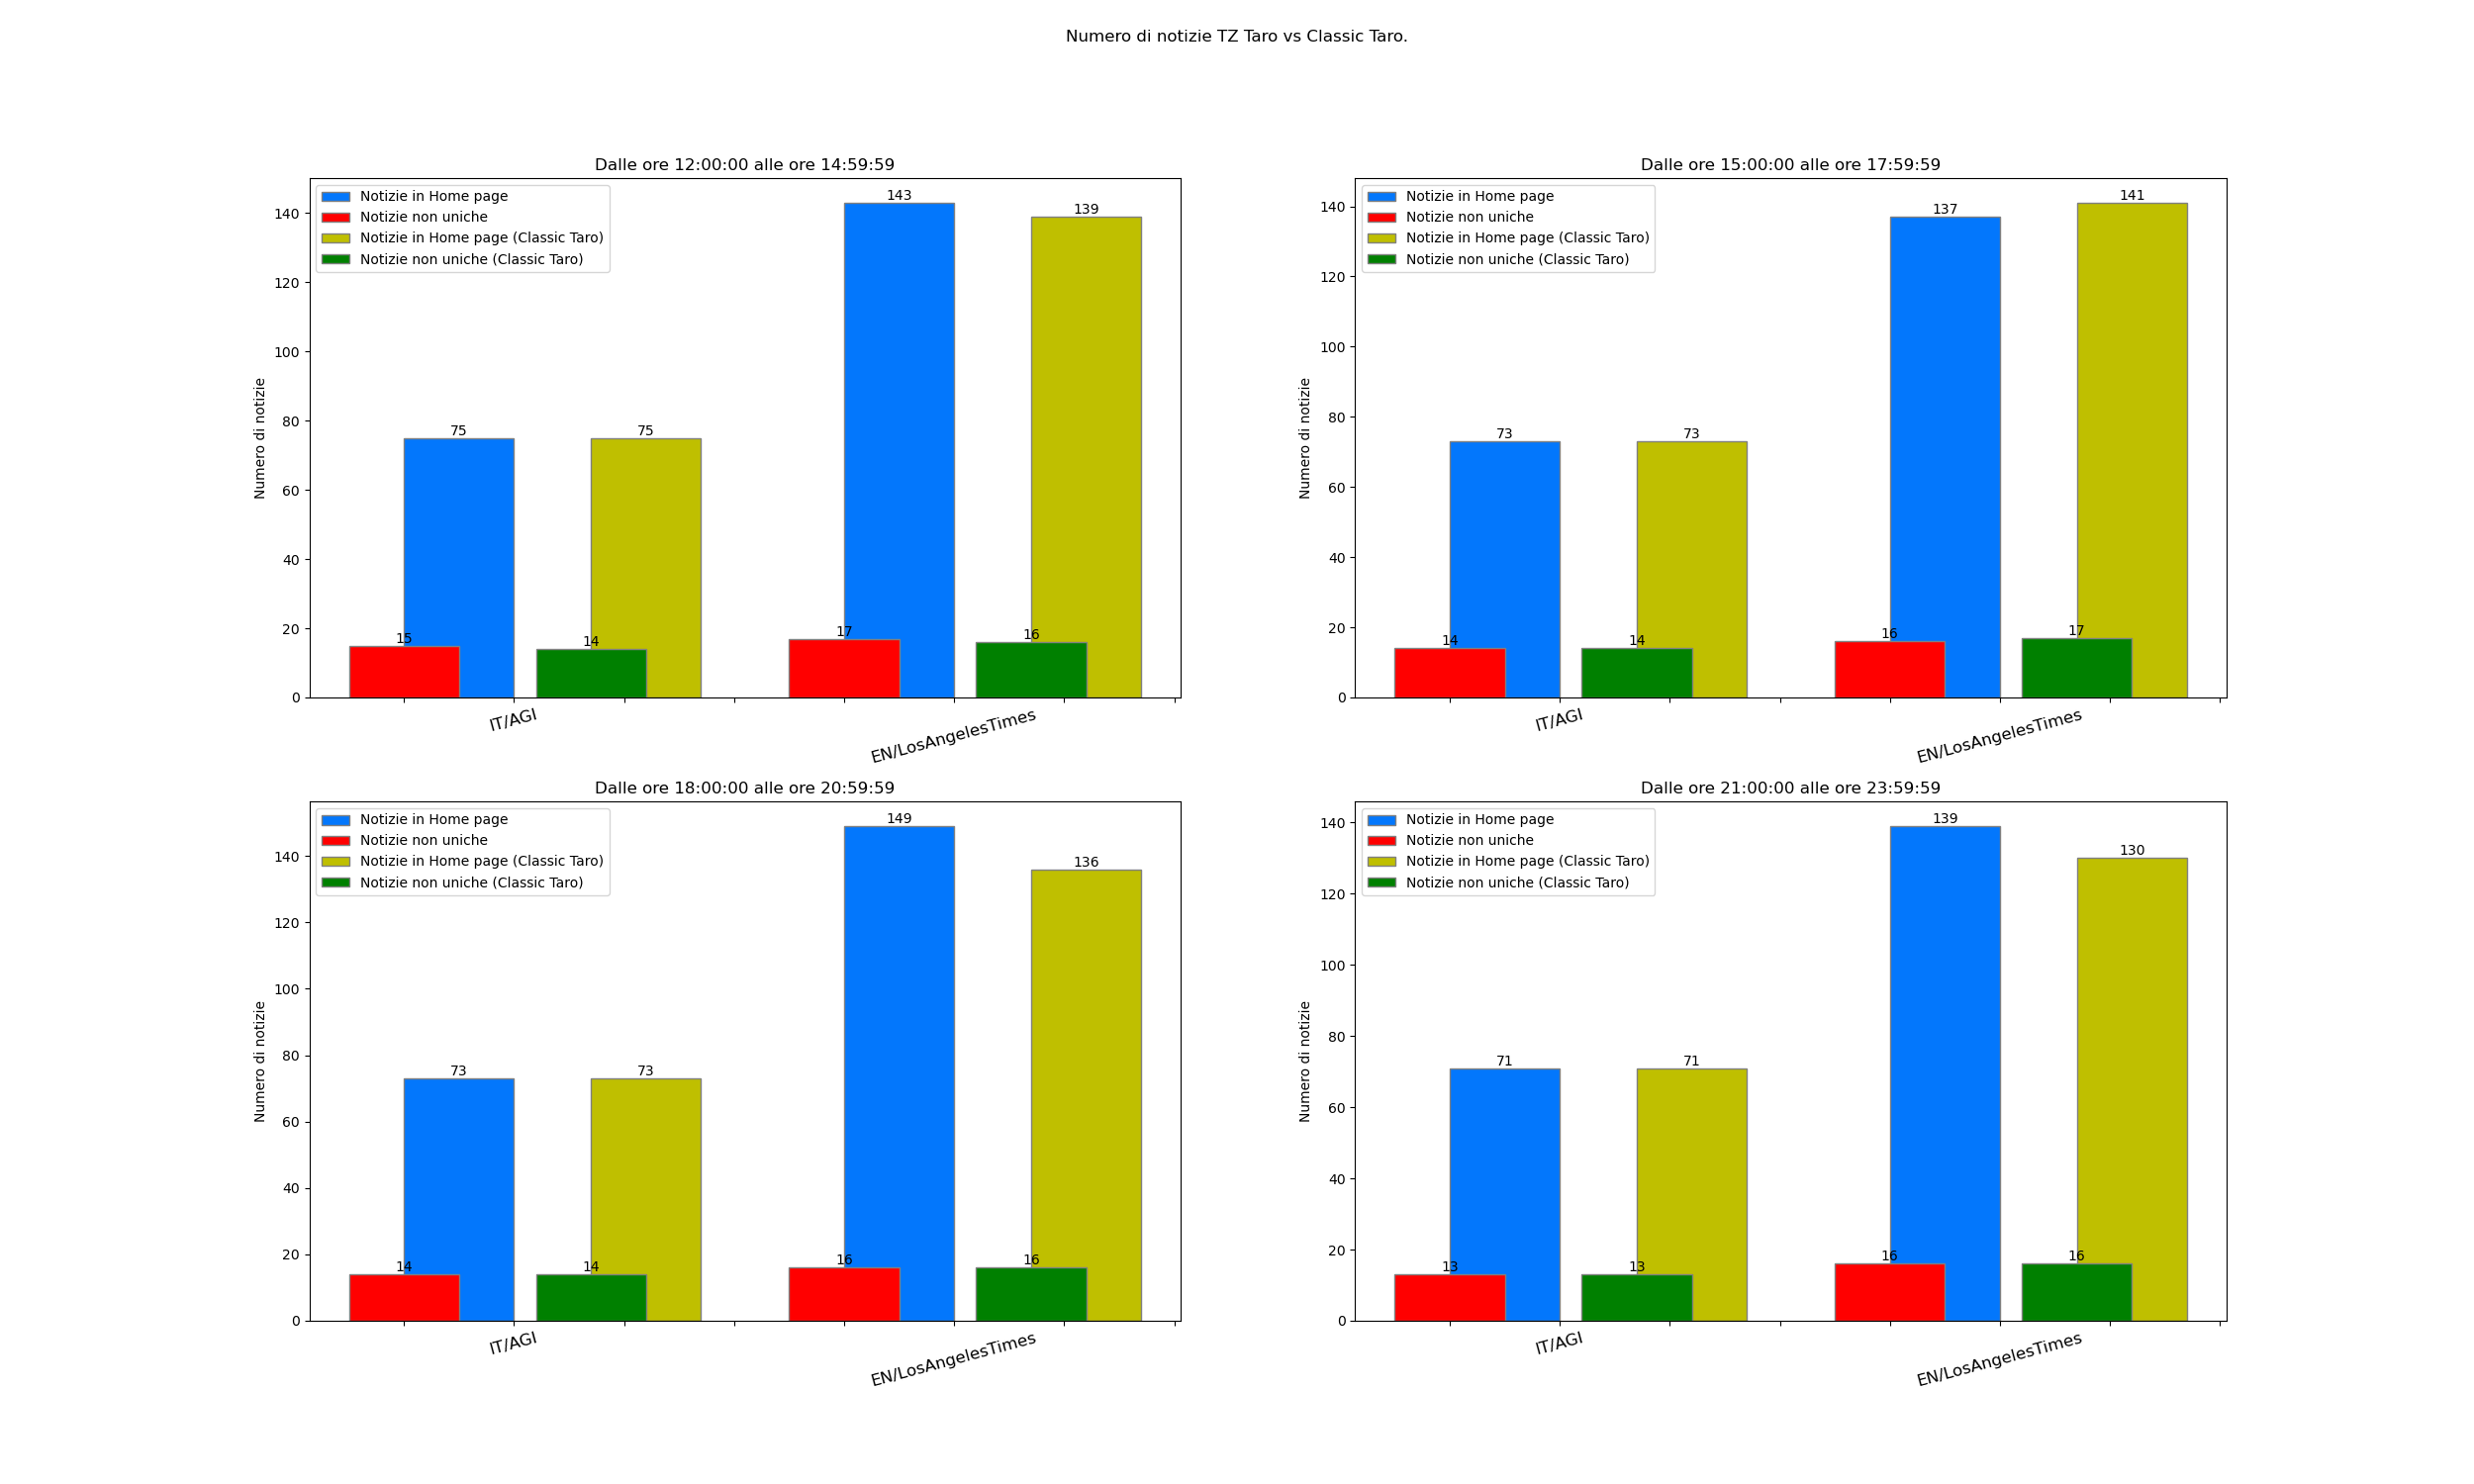 Numero di notizie TZ Taro vs Classic Taro.
Dalle ore 12:00:00 alle ore 14:59:59
Notizie in Home page
Notizie non uniche
Notizie in Home page (Classic Taro)
Notizie non uniche (Classic Taro)
Numero di notizie
140
120
100
80
60
40
20
0
75
75
143
139
15
14
17
16
IT/AGI
EN/LosAngelesTimes
Dalle ore 15:00:00 alle ore 17:59:59
Notizie in Home page
Notizie non uniche
Notizie in Home page (Classic Taro)
Notizie non uniche (Classic Taro)
Numero di notizie
140
120
100
80
60
40
20
0
73
73
137
141
14
14
16
17
IT/AGI
EN/LosAngelesTimes
Dalle ore 18:00:00 alle ore 20:59:59
Notizie in Home page
Notizie non uniche
Notizie in Home page (Classic Taro)
Notizie non uniche (Classic Taro)
Numero di notizie
140
120
100
80
60
40
20
0
73
73
149
136
14
14
16
16
IT/AGI
EN/LosAngelesTimes
Dalle ore 21:00:00 alle ore 23:59:59
Notizie in Home page
Notizie non uniche
Notizie in Home page (Classic Taro)
Notizie non uniche (Classic Taro)
Numero di notizie
140
120
100
80
60
40
20
0
71
71
139
130
13
13
16
16
IT/AGI
EN/LosAngelesTimes